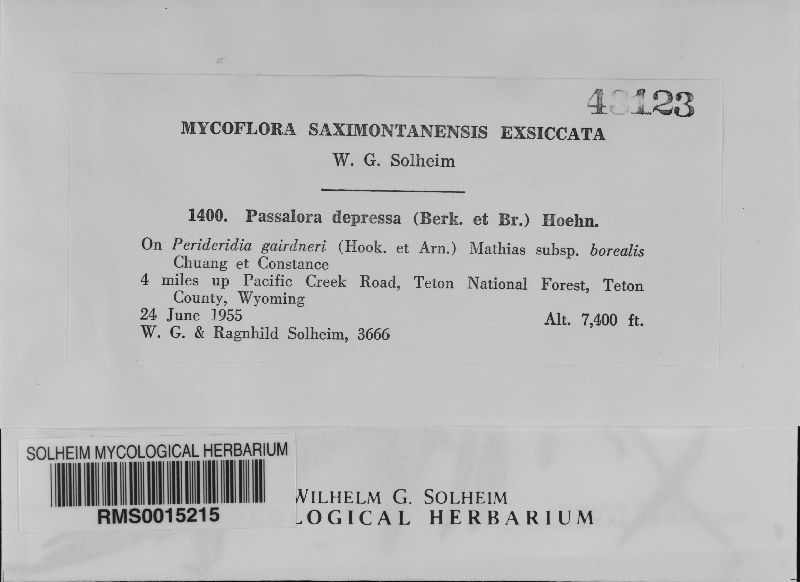 43123
MYCOFLORA SAXIMONTANENSIS EXSICCATA
W. G. Solheim
1400. Passalora depressa (Berk. et Br.) Hoehn.
On Perideridia gairdneri (Hook. et Arn.) Mathias subsp. borealis
Chuang et Constance
4 miles up Pacific Creek Road, Teton National Forest, Teton
County, Wyoming
24 June 1955
Alt. 7,400 ft.
W. G. & Ragnhild Solheim, 3666
SOLHEIM MYCOLOGICAL HERBARIUM
RMS0015215
WILHELM G. SOLHEIM
LOGICAL HERBARIUM